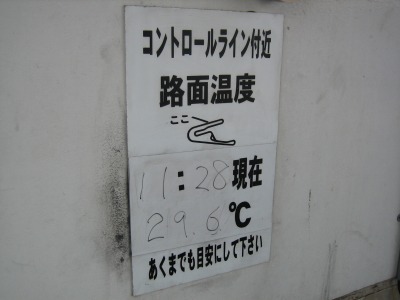 コントロールライン付近
路面温度
ここ
11:28現在
29.6℃
あくまでも目安にして下さい